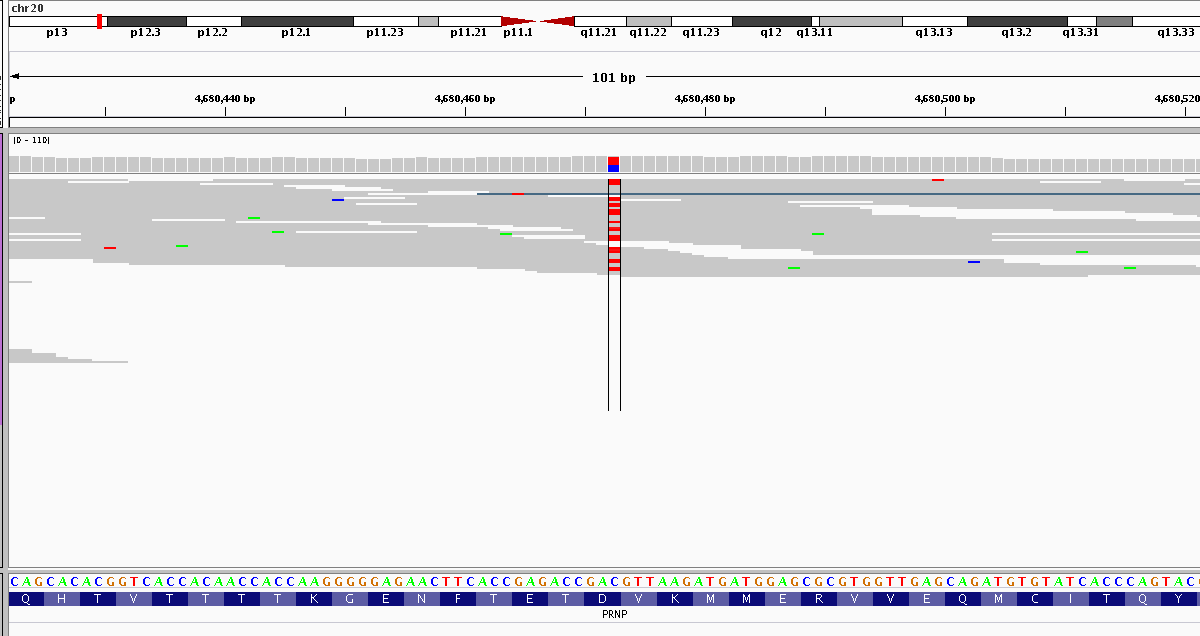 chr20
p13 p12.3 p12.2 p12.1 p11.23 p11.21 p11.1 q11.21 q11.22 q11.23 q12 q13.11 q13.13 q13.2 q13.31 q13.33
101 bp
p 4,680,440 bp 4,680,460 bp 4,680,480 bp 4,680,500 bp 4,680,520
[0 - 110]
CAGCACACGGTCACCACAACCACCAAGGGGGAGAACTTCACCGAGACCGACGTTAAGATGATGGAGCGCGTGGTTGAGCAGATGTGTATCACCCAGTAC
Q H T V T T T T K G E N F T E T D V K M M E R V V E Q M C I T Q Y
PRNP